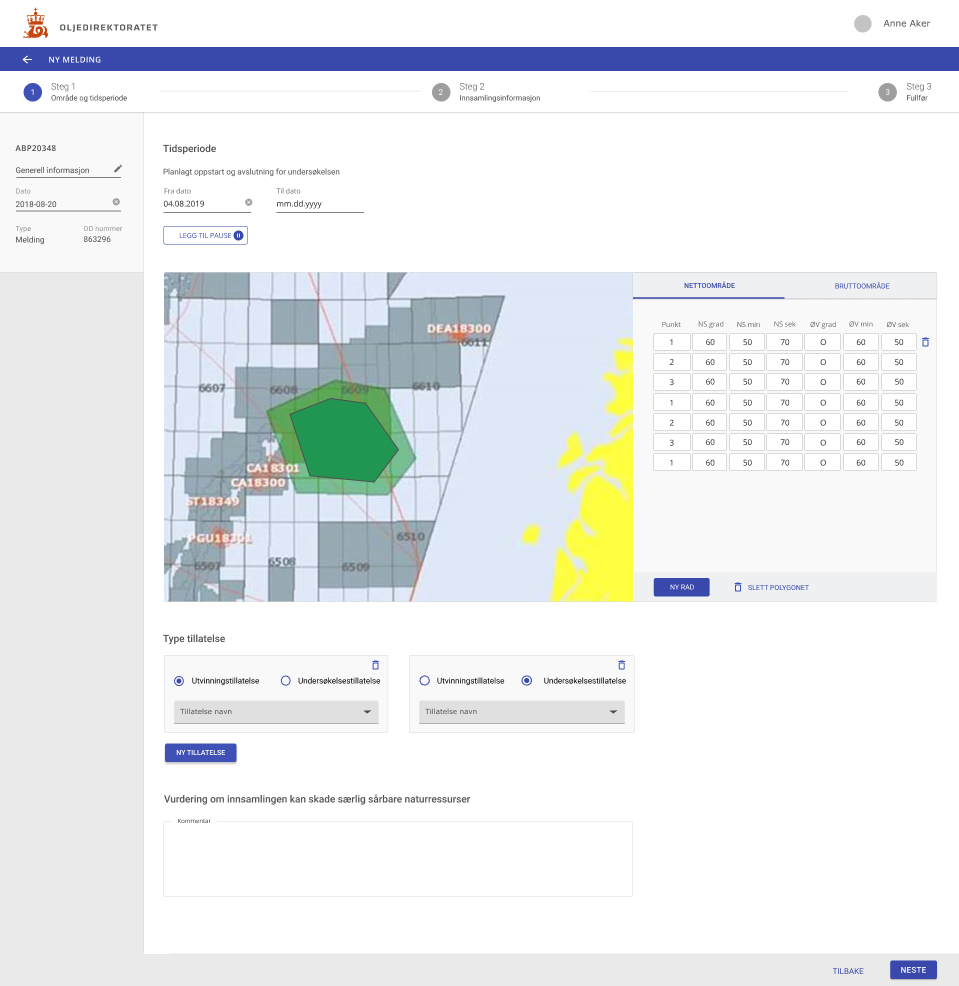 OLJEDIREKTORATET
Anne Aker
NY MELDING
1
Steg 1
Område og tidsperiode
2
Steg 2
Innsamlingsinformasjon
3
Steg 3
Fullfør
ABP20348
Generell informasjon
Dato
2018-08-20
Type
OD nummer
Melding
863296
Tidsperiode
Planlagt oppstart og avslutning for undersøkelsen
Fra dato
Til dato
04.08.2019
mm.dd.yyyy
LEGG TIL PAUSE
DEA18300
6611
6607
6608
6609
6610
CA18301
CA18300
ST18349
PGU18301
6510
6507
6508
6509
NETTOOMRÅDE
BRUTTOOMRÅDE
Punkt NS grad NS min NS sek ØV grad ØV min ØV sek
1 60 50 70 O 60 50
2 60 50 70 O 60 50
3 60 50 70 O 60 50
1 60 50 70 O 60 50
2 60 50 70 O 60 50
3 60 50 70 O 60 50
1 60 50 70 O 60 50
NY RAD
SLETT POLYGONET
Type tillatelse
Utvinningstillatelse
Undersøkelsestillatelse
Tillatelse navn
Utvinningstillatelse
Undersøkelsestillatelse
Tillatelse navn
NY TILLATELSE
Vurdering om innsamlingen kan skade særlig sårbare naturressurser
Kommentar
TILBAKE
NESTE